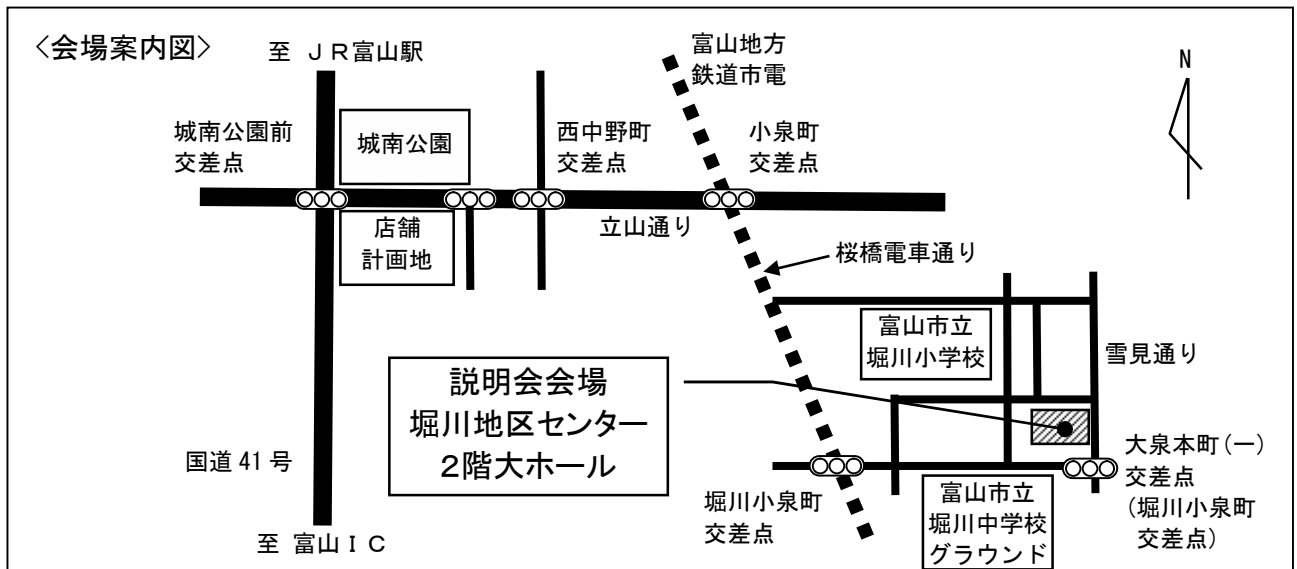 <会場案内図>
至 ＪＲ富山駅
富山地方
鉄道市電
N
城南公園前
交差点
城南公園
西中野町
交差点
小泉町
交差点
店舗
計画地
立山通り
桜橋電車通り
富山市立
堀川小学校
雪見通り
説明会会場
堀川地区センター
２階大ホール
国道 41 号
大泉本町(一)
交差点
(堀川小泉町
交差点)
堀川小泉町
交差点
富山市立
堀川中学校
グラウンド
至 富山ＩＣ